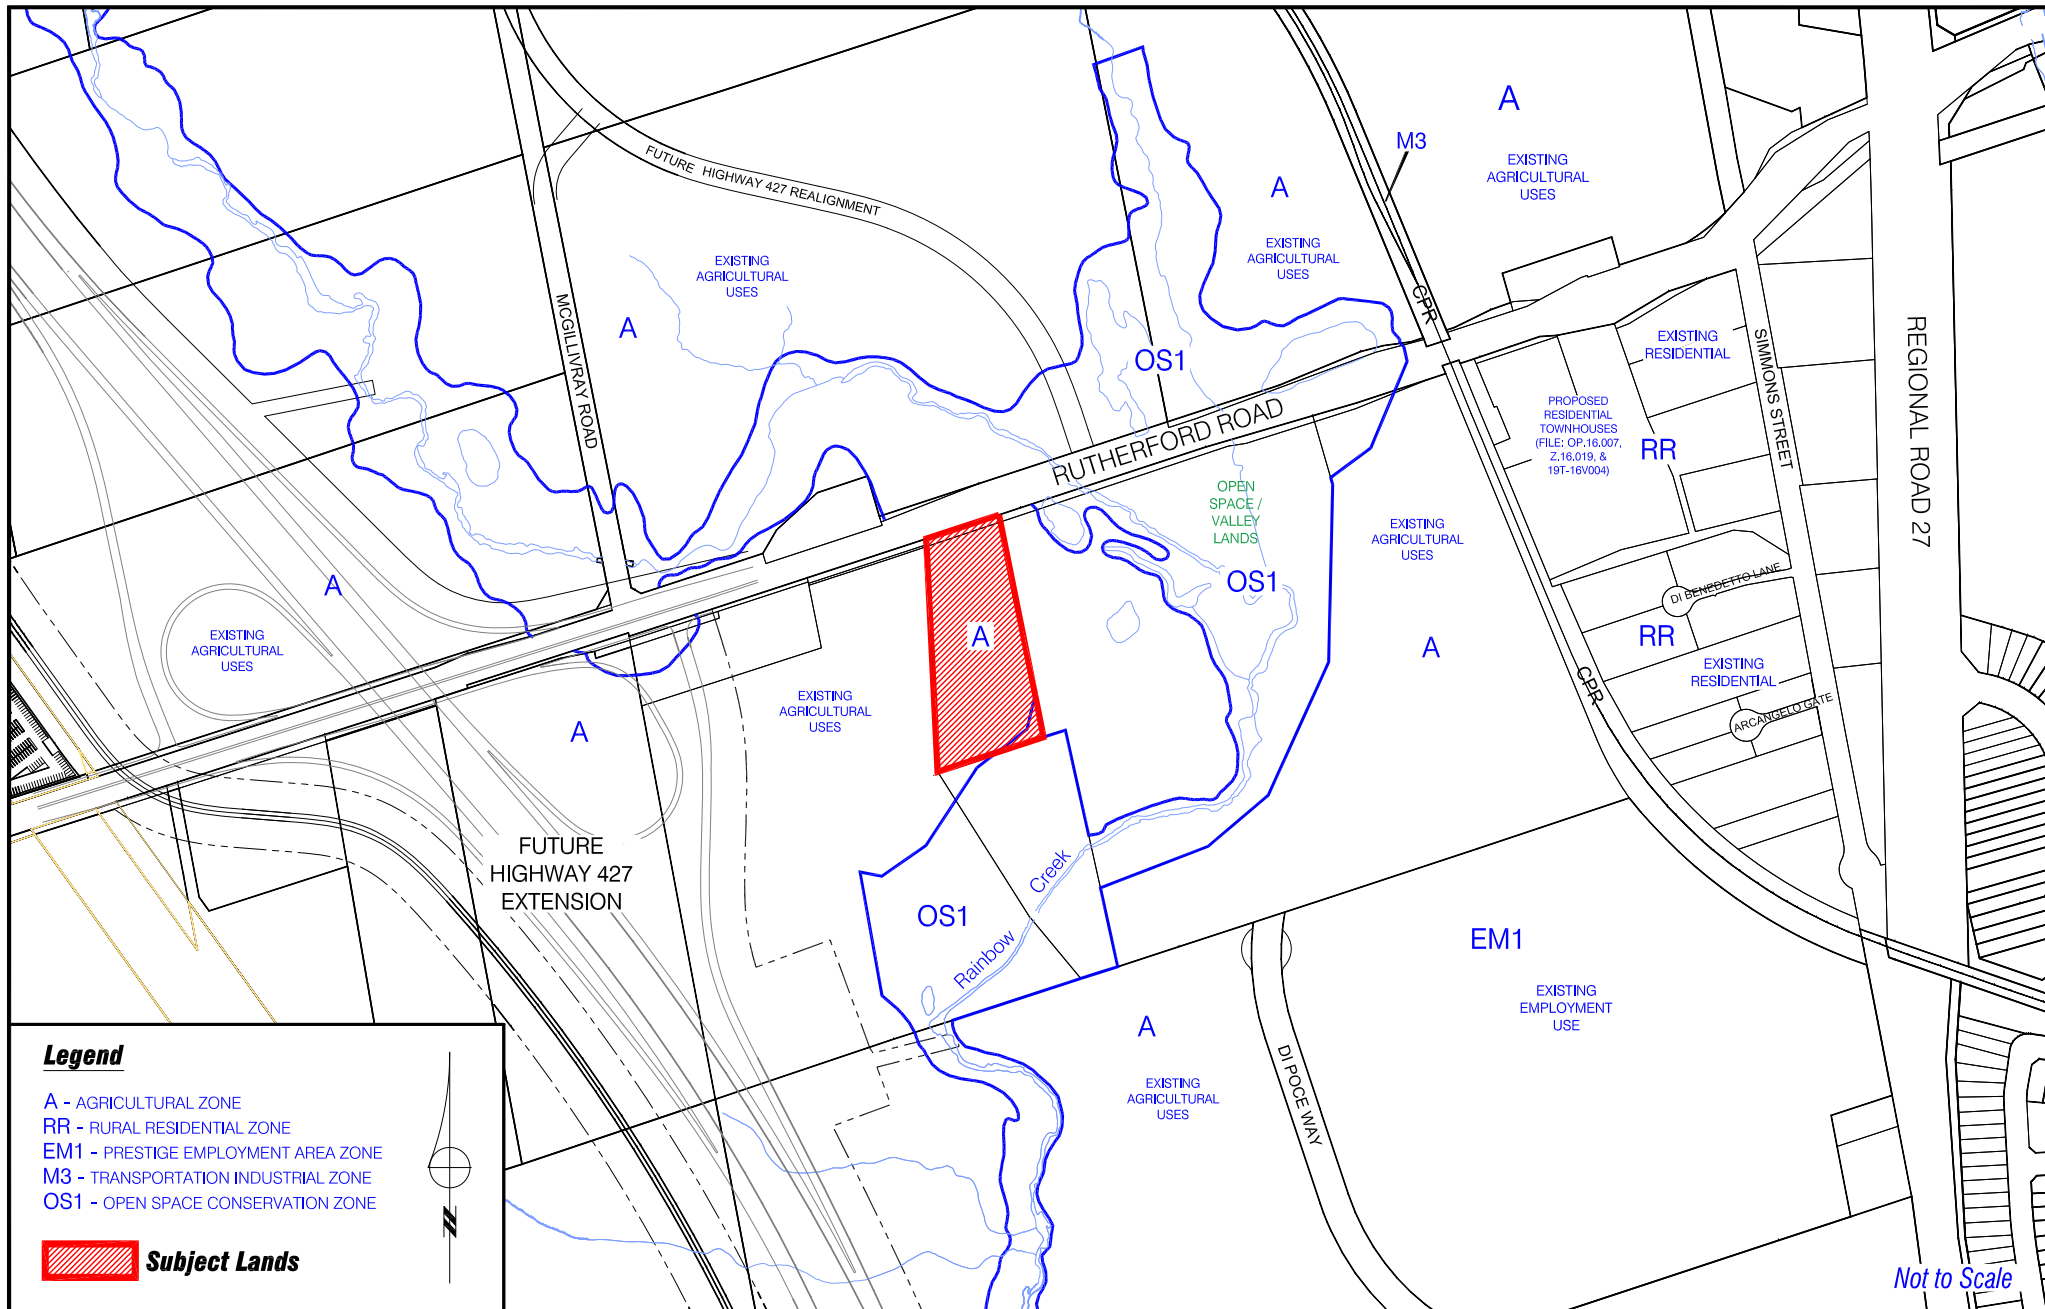 A
EXISTING
AGRICULTURAL
USES
M3
A
EXISTING
AGRICULTURAL
USES
FUTURE HIGHWAY 427 REALIGNMENT
EXISTING
AGRICULTURAL
USES
A
MCGILLIVRAY ROAD
CPR
OS1
RUTHERFORD ROAD
EXISTING
RESIDENTIAL
SIMMONS STREET
REGIONAL ROAD 27
PROPOSED
RESIDENTIAL
TOWNHOUSES
(FILE: OP.16.007,
Z.16.019, &
19T-16V004)
RR
OPEN
SPACE /
VALLEY
LANDS
OS1
EXISTING
AGRICULTURAL
USES
A
A
EXISTING
AGRICULTURAL
USES
A
DI BENEDETTO LANE
RR
EXISTING
RESIDENTIAL
ARCANGELO GATE
CPR
EXISTING
AGRICULTURAL
USES
A
FUTURE
HIGHWAY 427
EXTENSION
OS1
Rainbow Creek
EM1
EXISTING
EMPLOYMENT
USE
A
EXISTING
AGRICULTURAL
USES
DI POCE WAY
Legend
A - AGRICULTURAL ZONE
RR - RURAL RESIDENTIAL ZONE
EM1 - PRESTIGE EMPLOYMENT AREA ZONE
M3 - TRANSPORTATION INDUSTRIAL ZONE
OS1 - OPEN SPACE CONSERVATION ZONE
N
Subject Lands
Not to Scale